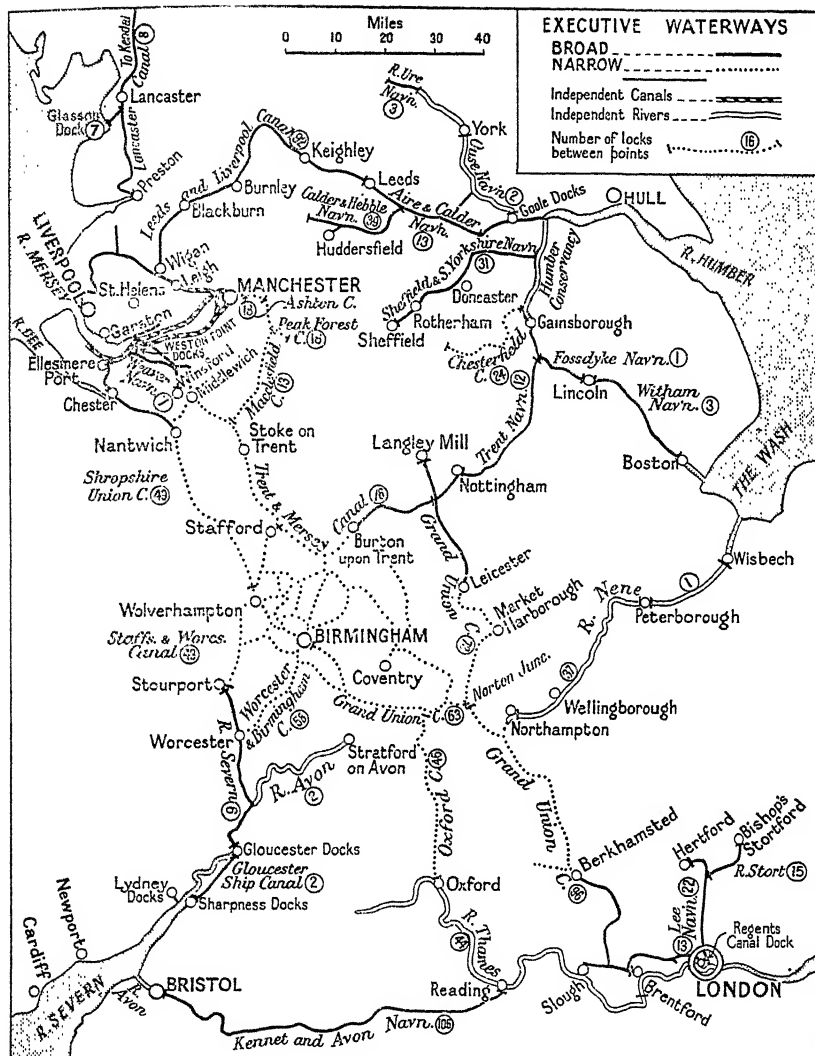 Miles
0 10 20 30 40
EXECUTIVE WATERWAYS
BROAD
NARROW
Independent Canals
Independent Rivers
Number of locks
between points
16
To Kendal
Canal 8
Lancaster
Glasson
Dock 7
Lancaster
Preston
R. Ure
Navn.
3
York
Ouse Navn.
2
Leeds and Liverpool
Canal 92
Keighley
Burnley
Blackburn
Leeds
Aire & Calder
Navn.
13
Calder & Hebble
Navn. 39
Huddersfield
Goole Docks
HULL
R. HUMBER
Humber
Conservancy
LIVERPOOL
R. MERSEY
Wigan
Leigh
St. Helens
MANCHESTER
18
Ashton C.
Garston
WESTON POINT
DOCKS
Peak Forest
C. 16
R. DEE
Ellesmere
Port
Weaver
Navn.
1
Winsford
Middlewich
Macclesfield
C. 13
Chester
Sheffield & S. Yorkshire Navn.
31
Doncaster
Rotherham
Sheffield
Gainsborough
Chesterfield
C. 24
Fossdyke Navn. 1
Lincoln
Witham
Navn. 3
Boston
THE WASH
Nantwich
Stoke on
Trent
Shropshire
Union C. 43
Trent & Mersey
Canal 76
Stafford
Burton
upon Trent
Langley Mill
Nottingham
Trent Navn. 12
Grand
Union
C.
Leicester
Market
Harborough
Wisbech
1
Peterborough
R. Nene
37
Wellingborough
Northampton
Norton Junc.
Wolverhampton
BIRMINGHAM
Coventry
Staffs. & Worcs.
Canal 43
Stourport
Worcester
& Birmingham
C. 58
Worcester
Grand Union C. 63
R. Severn
Stratford
on Avon
R. Avon 2
Oxford C. 46
Grand
Union
C.
Gloucester Docks
Gloucester
Ship Canal 2
Lydney
Docks
Sharpness Docks
Newport
Cardiff
R. SEVERN
R. Avon
BRISTOL
Kennet and Avon Navn. 106
Oxford
R. Thames
44
Reading
Berkhamsted
Hertford
Bishop's
Stortford
R. Stort 15
Lee
Navn. 22
13
Regents
Canal Dock
LONDON
Slough
Brentford